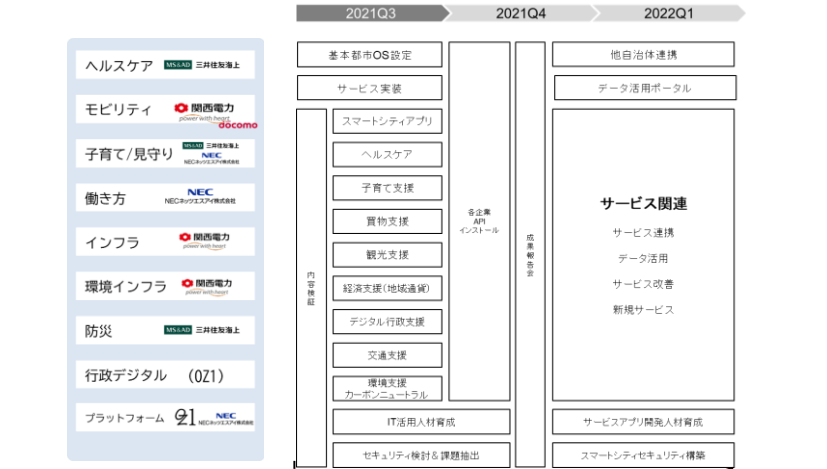 2021Q3
2021Q4
2022Q1
ヘルスケア MS&AD 三井住友海上
モビリティ 関西電力
power with heart
docomo
子育て/見守り MS&AD 三井住友海上
NEC
NECネッツエスアイ株式会社
働き方 NEC
NECネッツエスアイ株式会社
インフラ 関西電力
power with heart
環境インフラ 関西電力
power with heart
防災 MS&AD 三井住友海上
行政デジタル (OZ1)
プラットフォーム OZ1 NEC
NECネッツエスアイ株式会社
基本都市OS設定
サービス実装
内容検証
スマートシティアプリ
ヘルスケア
子育て支援
買物支援
観光支援
経済支援(地域通貨)
デジタル行政支援
交通支援
環境支援
カーボンニュートラル
各企業
API
インストール
成果報告会
IT活用人材育成
セキュリティ検討&課題抽出
他自治体連携
データ活用ポータル
サービス関連
サービス連携
データ活用
サービス改善
新規サービス
サービスアプリ開発人材育成
スマートシティセキュリティ構築